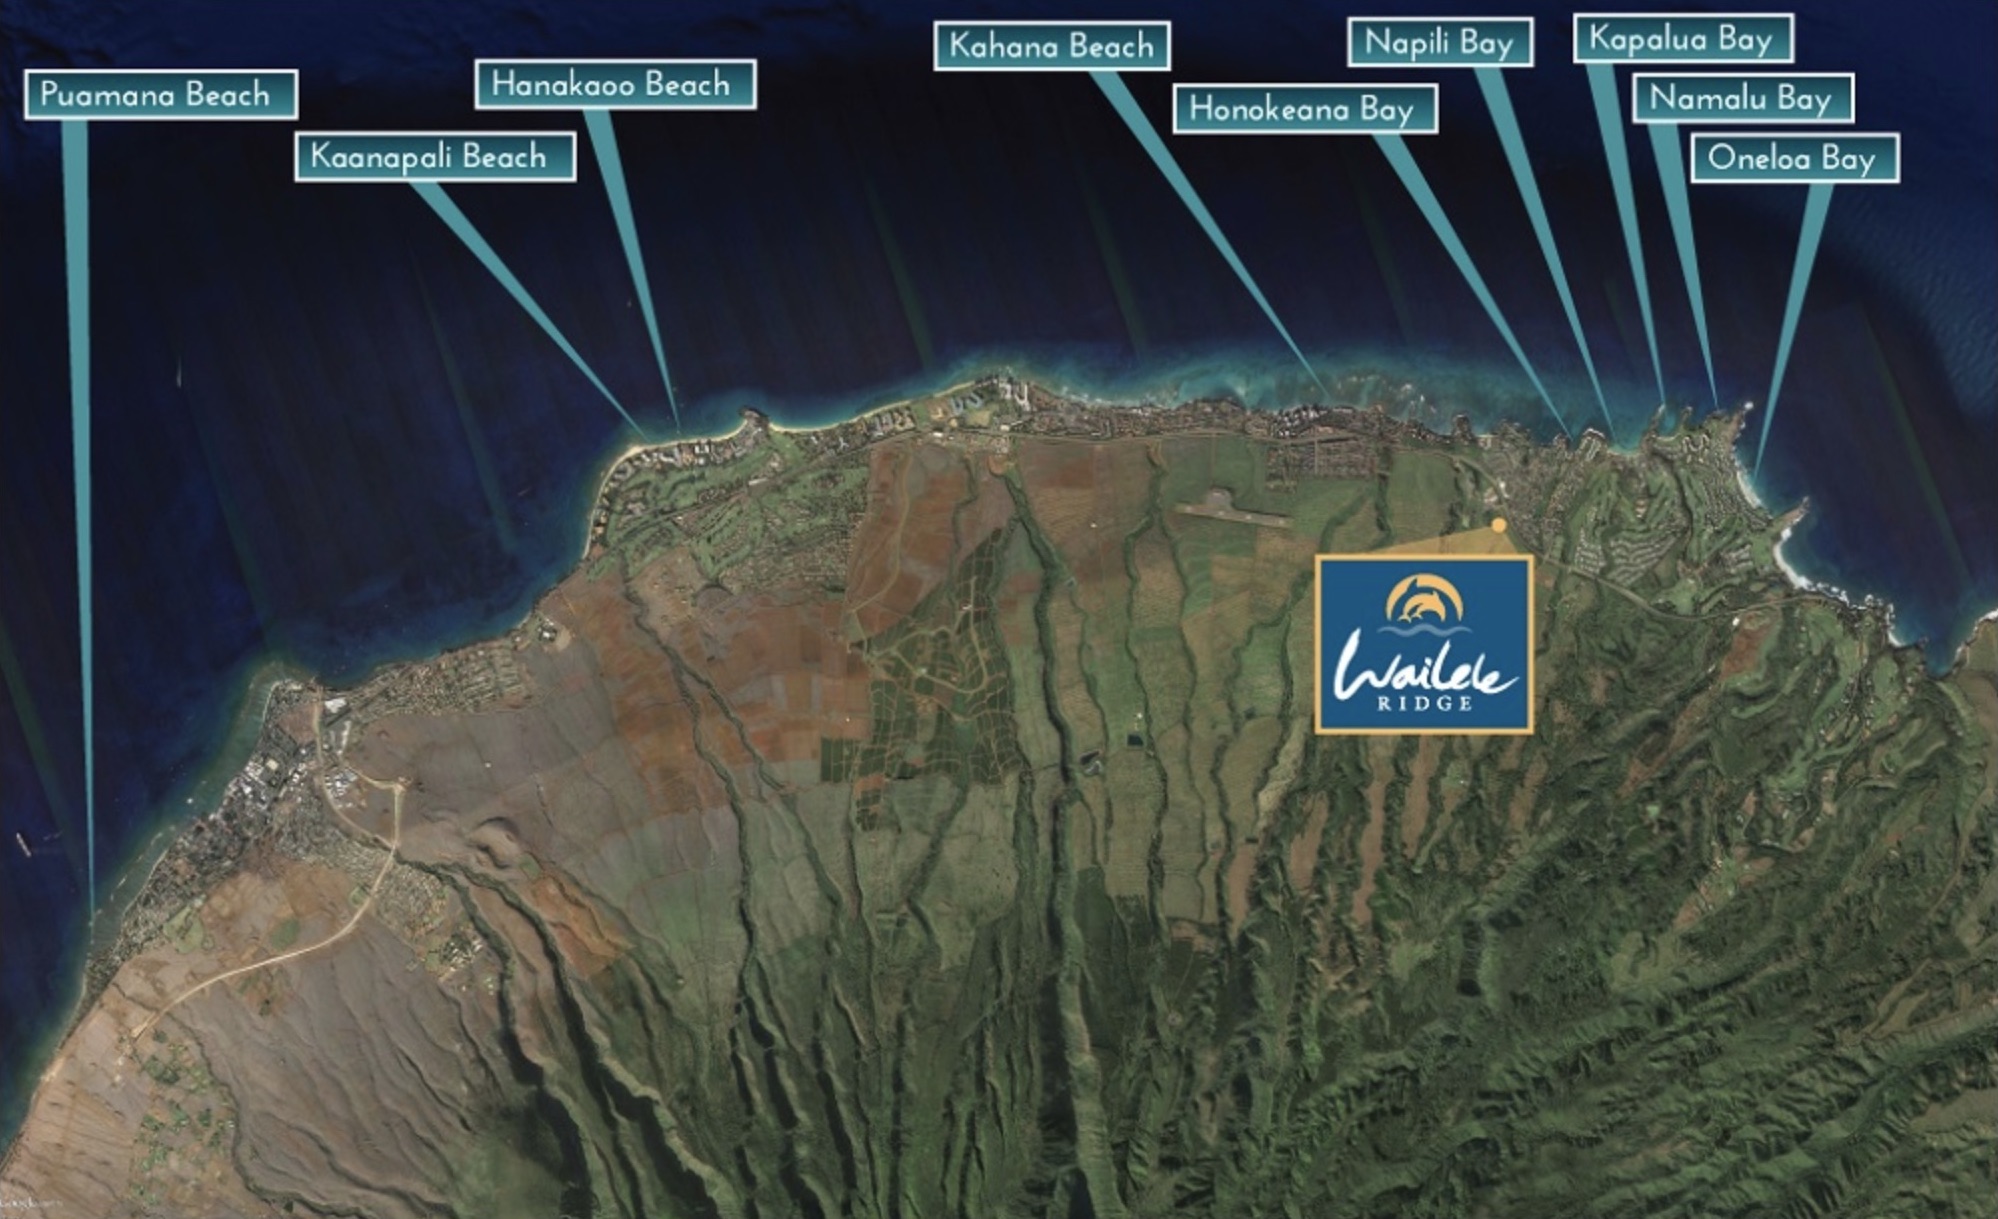 Puamana Beach
Kaanapali Beach
Hanakaoo Beach
Kahana Beach
Honokeana Bay
Napili Bay
Kapalua Bay
Namalu Bay
Oneloa Bay
Wailele
RIDGE